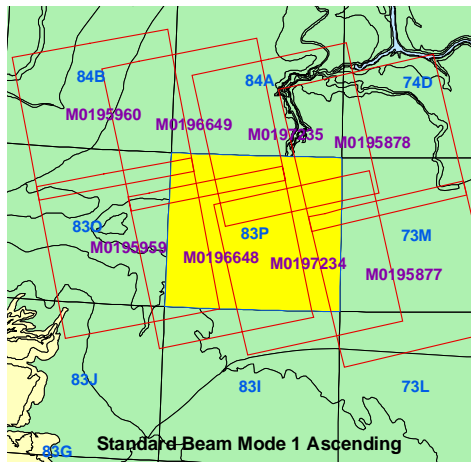 84B
84A
74D
M0195960
M0196649
M0197235
M0195878
83O
83P
73M
M0195959
M0196648
M0197234
M0195877
83J
83I
73L
83G
Standard Beam Mode 1 Ascending